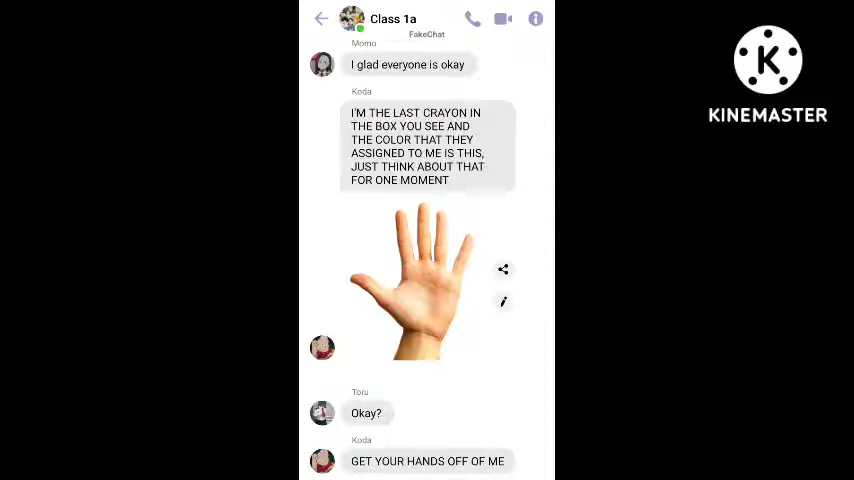 Class 1a
FakeChat
Momo
I glad everyone is okay
Koda
I'M THE LAST CRAYON IN
THE BOX YOU SEE AND
THE COLOR THAT THEY
ASSIGNED TO ME IS THIS,
JUST THINK ABOUT THAT
FOR ONE MOMENT
Toru
Okay?
Koda
GET YOUR HANDS OFF OF ME
K
KINEMASTER